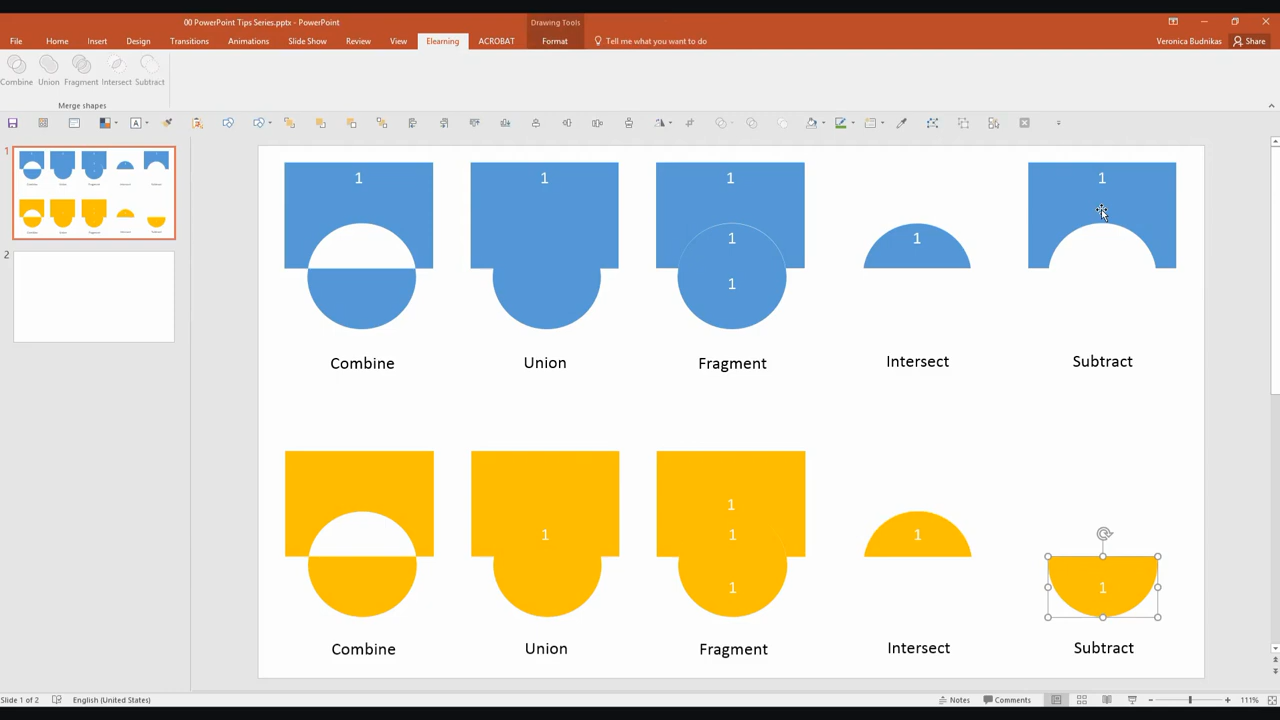 00 PowerPoint Tips Series.pptx - PowerPoint
Drawing Tools
File Home Insert Design Transitions Animations Slide Show Review View Elearning ACROBAT Format Tell me what you want to do
Veronica Budnikas Share
Combine Union Fragment Intersect Subtract
Merge shapes
1
2
1 1 1 1
1 1
1
Combine Union Fragment Intersect Subtract
1
1 1 1
1 1
Combine Union Fragment Intersect Subtract
Slide 1 of 2 English (United States) Notes Comments 111%